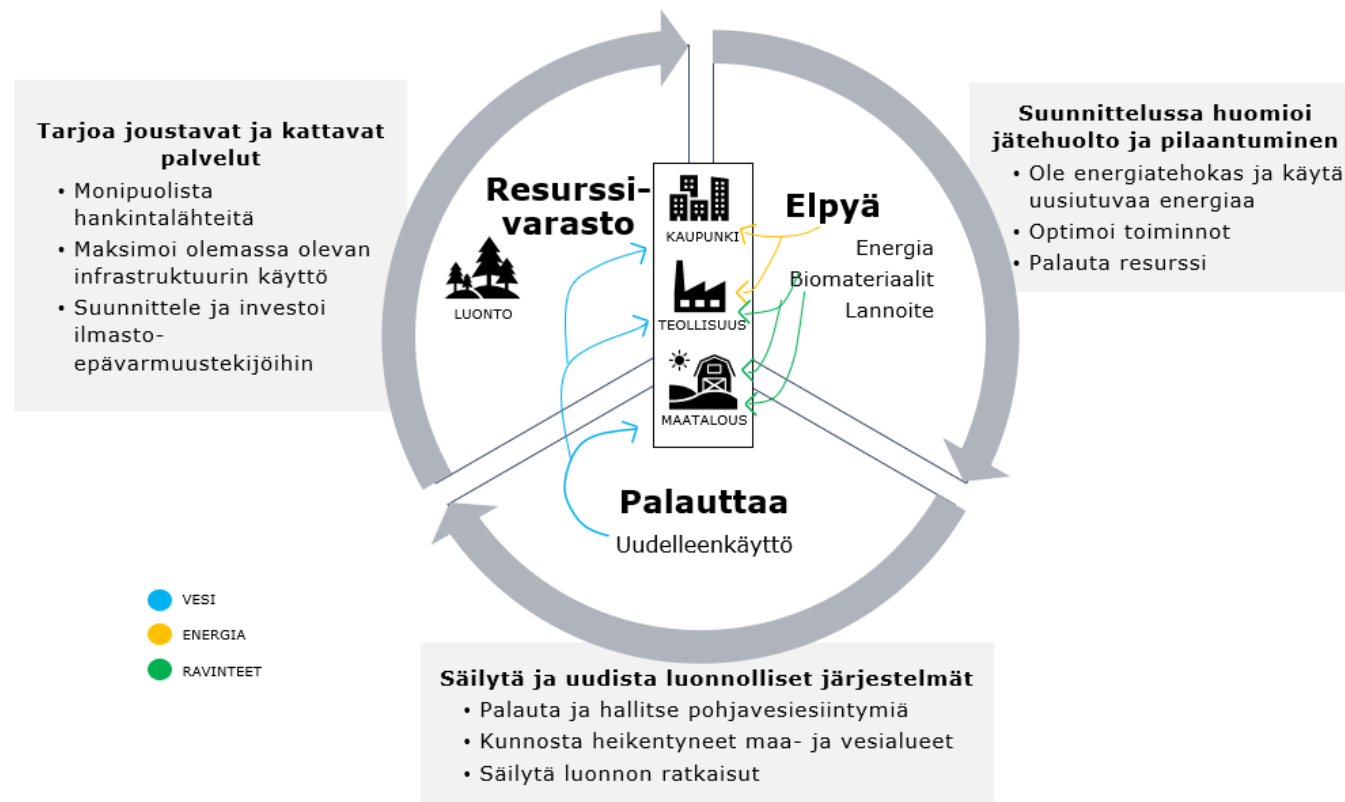 Tarjoa joustavat ja kattavat
palvelut
• Monipuolista
hankintalähteitä
• Maksimoi olemassa olevan
infrastruktuurin käyttö
• Suunnittele ja investoi
ilmasto-
epävarmuustekijöihin
Resurssi-
varasto
LUONTO
KAUPUNKI
TEOLLISUUS
MAATALOUS
Elpyä
Energia
Biomateriaalit
Lannoite
Suunnittelussa huomioi
jätehuolto ja pilaantuminen
• Ole energiatehokas ja käytä
uusiutuvaa energiaa
• Optimoi toiminnot
• Palauta resurssi
Palauttaa
Uudelleenkäyttö
VESI
ENERGIA
RAVINTEET
Säilytä ja uudista luonnolliset järjestelmät
• Palauta ja hallitse pohjavesiesiintymiä
• Kunnosta heikentyneet maa- ja vesialueet
• Säilytä luonnon ratkaisut